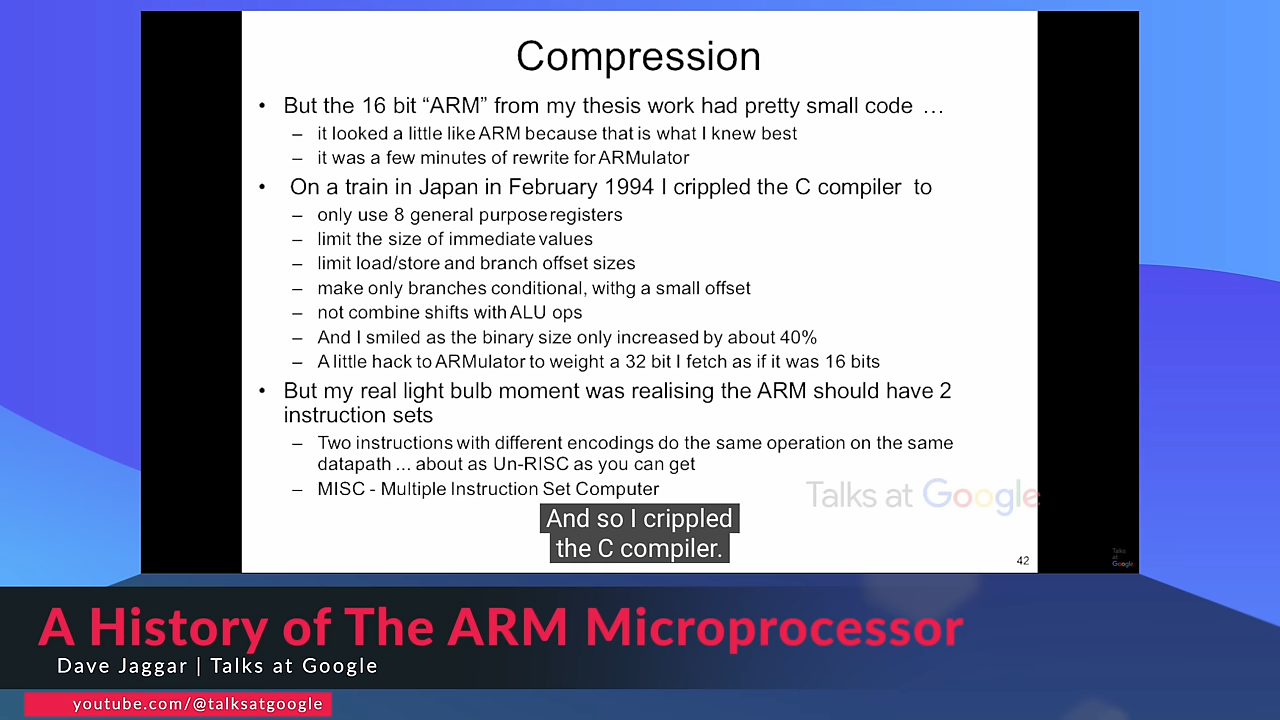 Compression
• But the 16 bit “ARM” from my thesis work had pretty small code …
– it looked a little like ARM because that is what I knew best
– it was a few minutes of rewrite for ARMulator
• On a train in Japan in February 1994 I crippled the C compiler to
– only use 8 general purpose registers
– limit the size of immediate values
– limit load/store and branch offset sizes
– make only branches conditional, withg a small offset
– not combine shifts with ALU ops
– And I smiled as the binary size only increased by about 40%
– A little hack to ARMulator to weight a 32 bit I fetch as if it was 16 bits
• But my real light bulb moment was realising the ARM should have 2
instruction sets
– Two instructions with different encodings do the same operation on the same
datapath ... about as Un-RISC as you can get
– MISC - Multiple Instruction Set Computer
Talks at Google
And so I crippled
the C compiler.
42
Talks
at
Google
A History of The ARM Microprocessor
Dave Jaggar | Talks at Google
youtube.com/@talksatgoogle